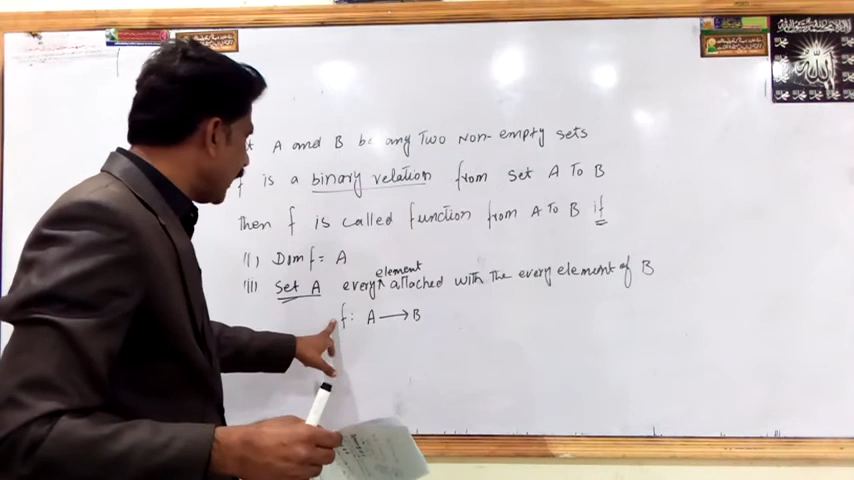 A and B be any Two Non-empty sets
f is a binary relation from set A To B
then f is called function from A To B if
(i) Dom f = A
(ii) Set A every element attached with the every element of B
f: A → B